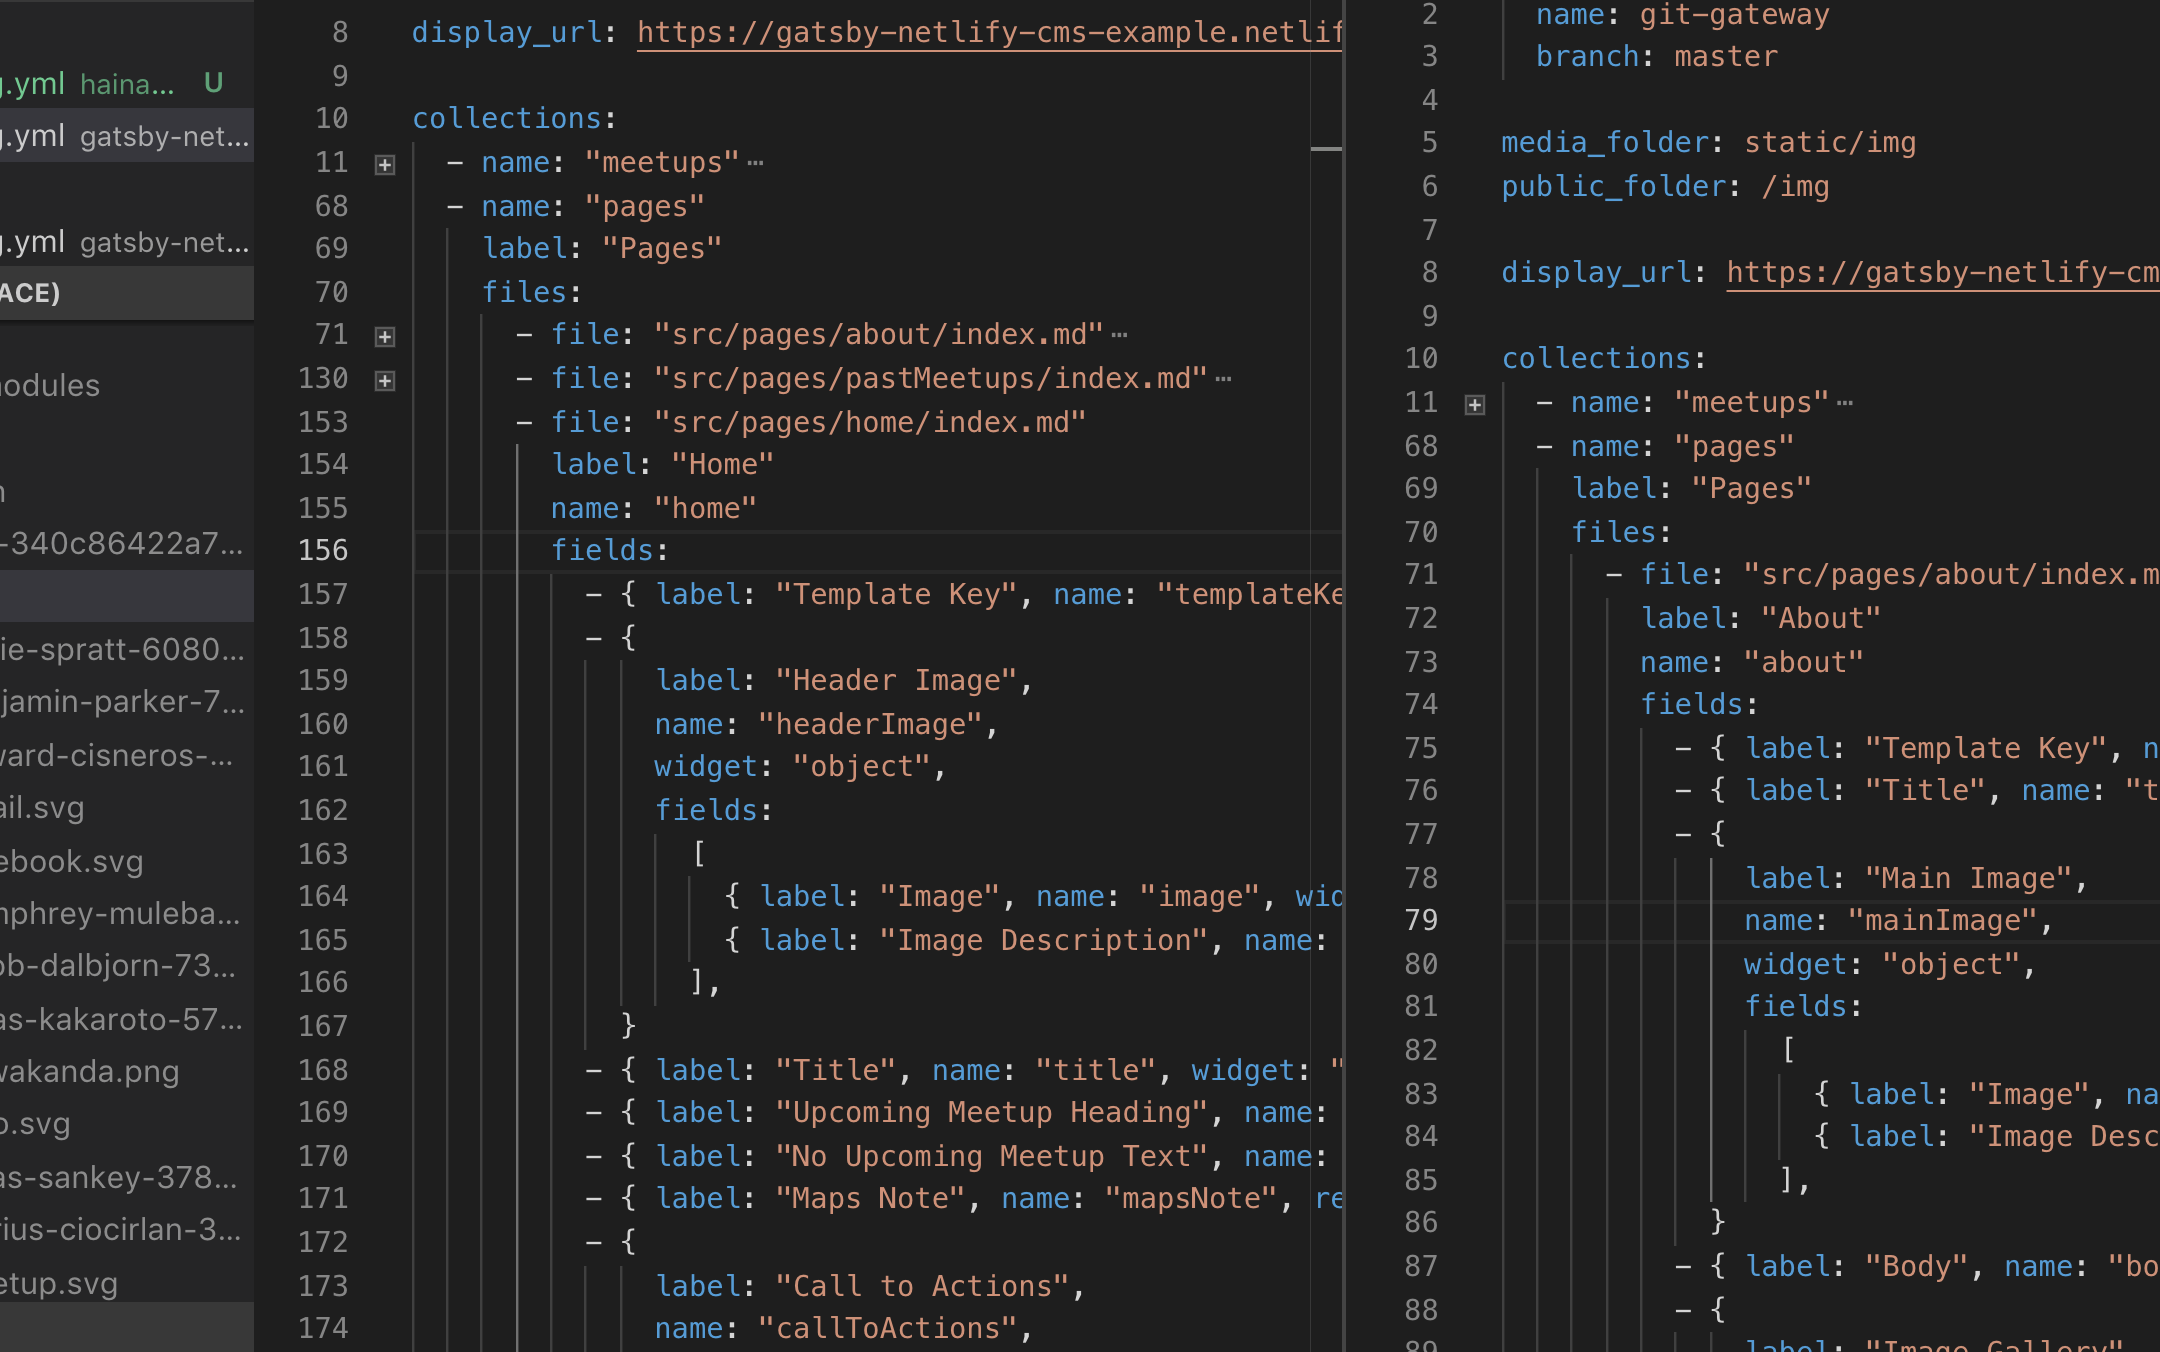 .yml haina... U
.yml gatsby-net...
.yml gatsby-net...
ACE)
odules
-340c86422a7...
ie-spratt-6080...
jamin-parker-7...
ward-cisneros-...
ail.svg
ebook.svg
mphrey-muleba...
ob-dalbjorn-73...
as-kakaroto-57...
wakanda.png
o.svg
as-sankey-378...
rius-ciocirlan-3...
etup.svg
8 display_url: https://gatsby-netlify-cms-example.netlif
9
10 collections:
11 - name: "meetups"…
68 - name: "pages"
69 label: "Pages"
70 files:
71 - file: "src/pages/about/index.md"…
130 - file: "src/pages/pastMeetups/index.md"…
153 - file: "src/pages/home/index.md"
154 label: "Home"
155 name: "home"
156 fields:
157 - { label: "Template Key", name: "templateKe
158 - {
159 label: "Header Image",
160 name: "headerImage",
161 widget: "object",
162 fields:
163 [
164 { label: "Image", name: "image", wid
165 { label: "Image Description", name:
166 ],
167 }
168 - { label: "Title", name: "title", widget: "
169 - { label: "Upcoming Meetup Heading", name:
170 - { label: "No Upcoming Meetup Text", name:
171 - { label: "Maps Note", name: "mapsNote", re
172 - {
173 label: "Call to Actions",
174 name: "callToActions",
2 name: git-gateway
3 branch: master
4
5 media_folder: static/img
6 public_folder: /img
7
8 display_url: https://gatsby-netlify-cm
9
10 collections:
11 - name: "meetups"…
68 - name: "pages"
69 label: "Pages"
70 files:
71 - file: "src/pages/about/index.m
72 label: "About"
73 name: "about"
74 fields:
75 - { label: "Template Key", n
76 - { label: "Title", name: "t
77 - {
78 label: "Main Image",
79 name: "mainImage",
80 widget: "object",
81 fields:
82 [
83 { label: "Image", na
84 { label: "Image Desc
85 ],
86 }
87 - { label: "Body", name: "bo
88 - {
89 label: "Image Gallery"